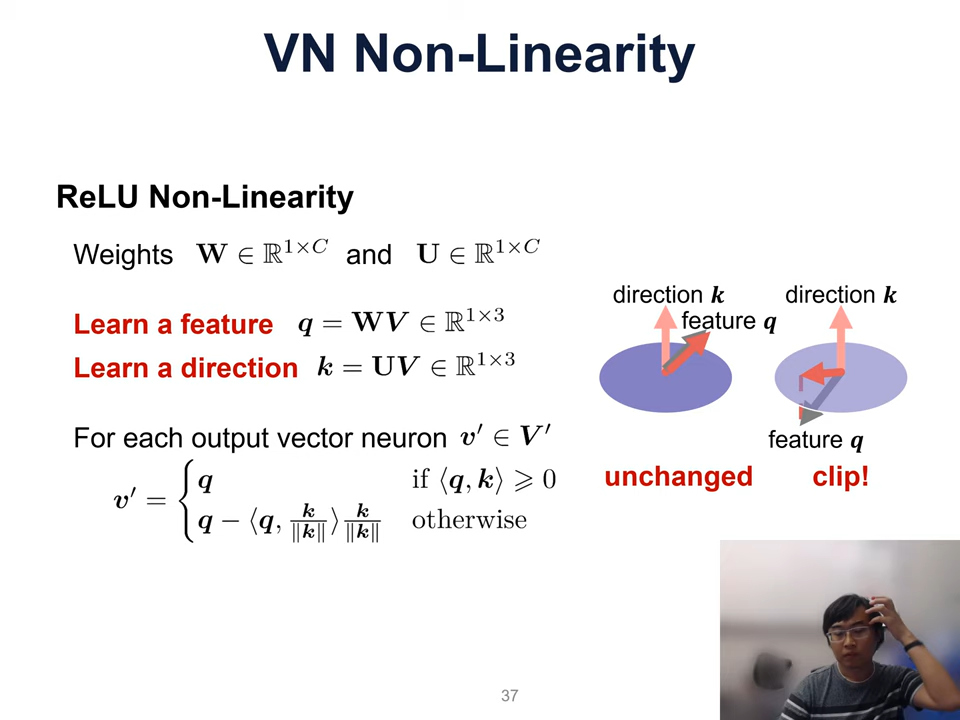 VN Non-Linearity
ReLU Non-Linearity
Weights W ∈ ℝ^{1×C} and U ∈ ℝ^{1×C}
Learn a feature q = WV ∈ ℝ^{1×3}
Learn a direction k = UV ∈ ℝ^{1×3}
For each output vector neuron v′ ∈ V′
v′ = { q if ⟨q, k⟩ ⩾ 0
q − ⟨q, k/‖k‖⟩ k/‖k‖ otherwise
direction k
feature q
unchanged
direction k
feature q
clip!
37